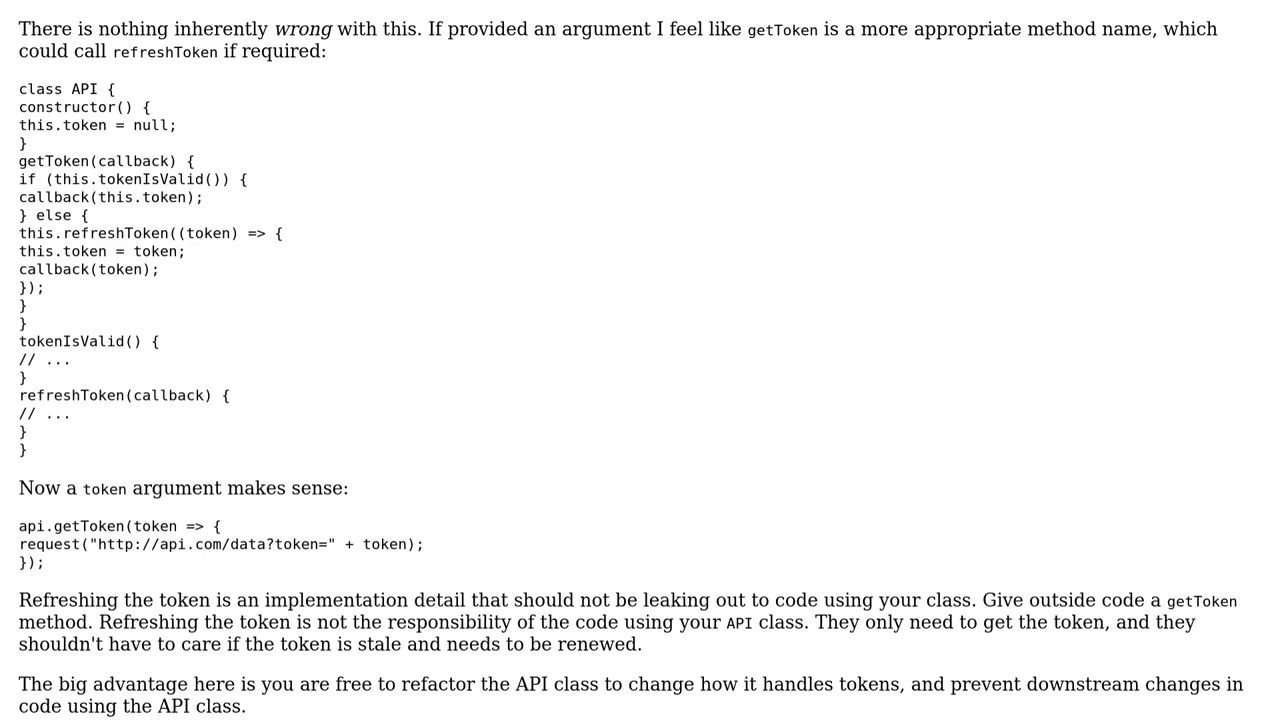 There is nothing inherently wrong with this. If provided an argument I feel like getToken is a more appropriate method name, which
could call refreshToken if required:
class API {
constructor() {
this.token = null;
}
getToken(callback) {
if (this.tokenIsValid()) {
callback(this.token);
} else {
this.refreshToken((token) => {
this.token = token;
callback(token);
});
}
}
tokenIsValid() {
// ...
}
refreshToken(callback) {
// ...
}
}
Now a token argument makes sense:
api.getToken(token => {
request("http://api.com/data?token=" + token);
});
Refreshing the token is an implementation detail that should not be leaking out to code using your class. Give outside code a getToken
method. Refreshing the token is not the responsibility of the code using your API class. They only need to get the token, and they
shouldn't have to care if the token is stale and needs to be renewed.
The big advantage here is you are free to refactor the API class to change how it handles tokens, and prevent downstream changes in
code using the API class.